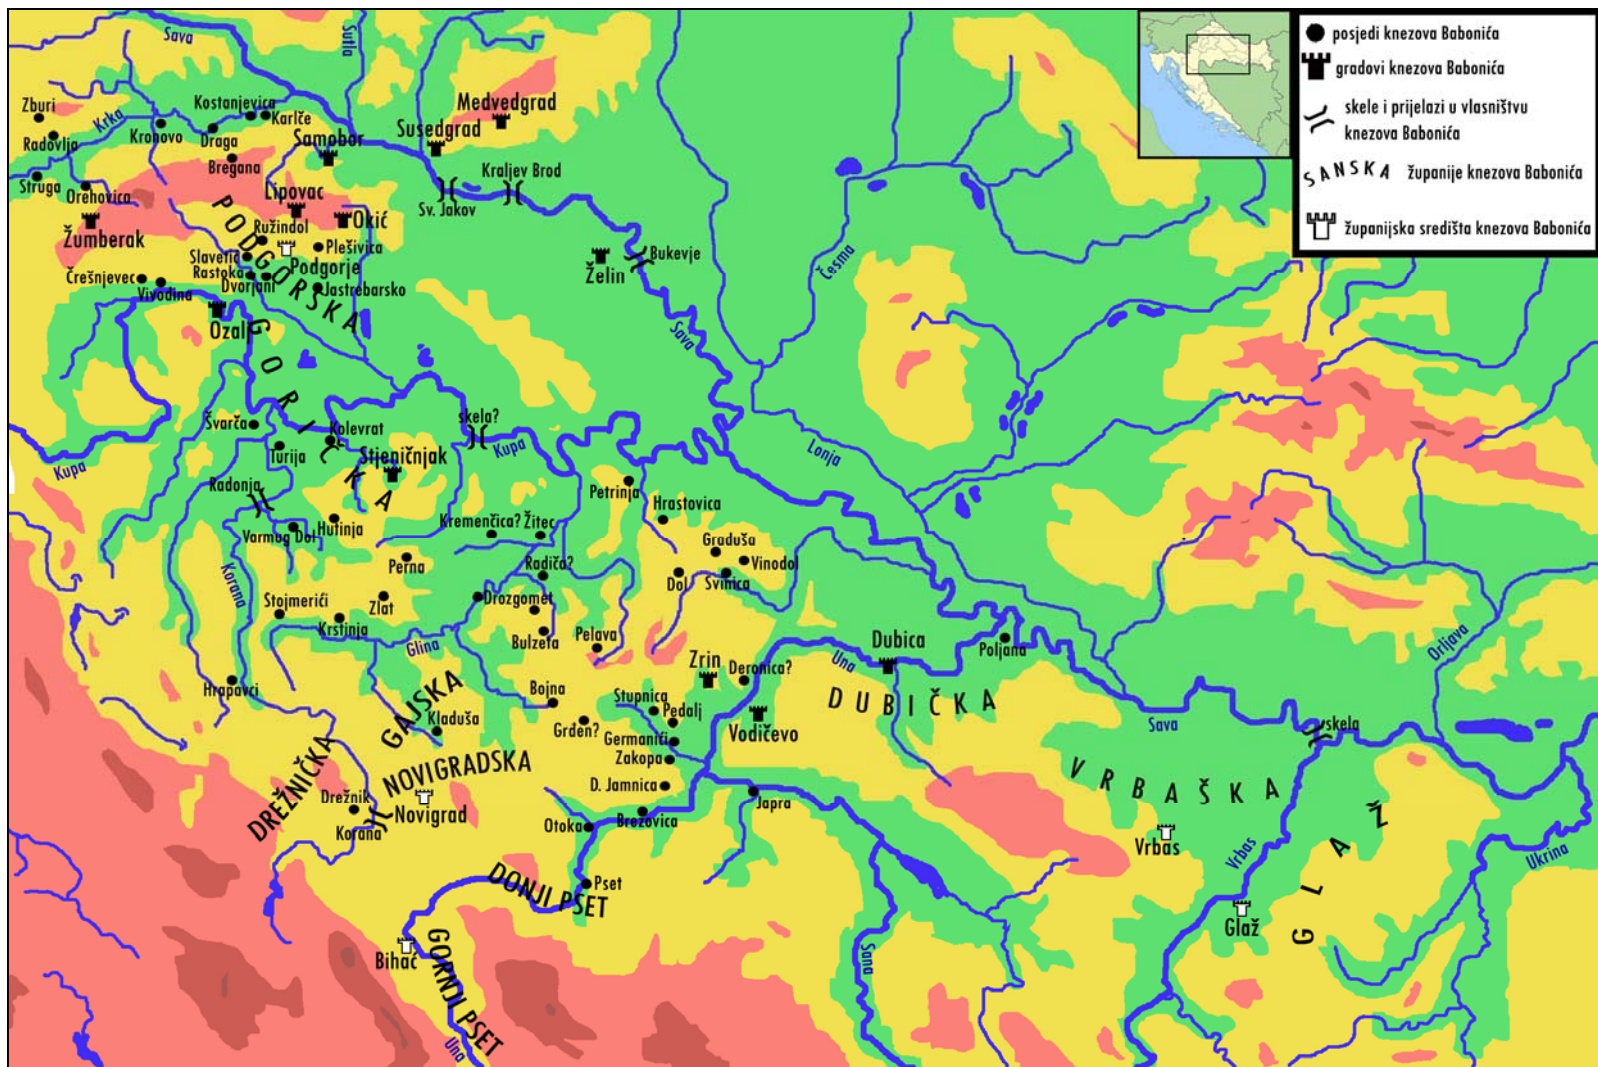 posjedi knezova Babonića
gradovi knezova Babonića
skele i prijelazi u vlasništvu
knezova Babonića
SANSKA županije knezova Babonića
županijska središta knezova Babonića
Sava
Sutla
Zburi
Krka
Kostanjevica
Karlče
Radovlja
Kronovo
Draga
Bregana
Samobor
Susedgrad
Medvedgrad
Kraljev Brod
Sv. Jakov
Struga
Orehovica
Žumberak
Lipovac
Okić
PODGORSKA
Ružindol
Plešivica
Slavetić
Podgorje
Rastoka
Dvorjani
Jastrebarsko
Črešnjevec
Vivodina
Ozalj
Želin
Bukevje
Česma
Sava
GORIČKA
Švarča
Kolevrat
skela?
Kupa
Kupa
Turija
Stjeničnjak
Lonja
Radonja
Petrinja
Hrastovica
Varmug Dol
Hutinja
Kremenčica?
Žitec
Graduša
Vinodol
Perna
Radiča?
Dol
Svinica
Korana
Stojmerići
Zlat
Drozgomet
Krstinja
Bulzeta
Pelava
Glina
Zrin
Deronica?
Una
Dubica
Poljana
Orljava
Hrapavci
GAJSKA
Bojna
Stupnica
Pedalj
DUBIČKA
Kladuša
Grđen?
Germanići
Vodičevo
Sava
skela
Zakopa
DREŽNIČKA
NOVIGRADSKA
D. Jamnica
VRBAŠKA
Drežnik
Novigrad
Korana
Otoka
Brezovica
Japra
Vrbas
Vrbas
GLAŽ
Ukrina
Pset
DONJI PSET
Glaž
Bihać
GORNJI PSET
Sana
Una